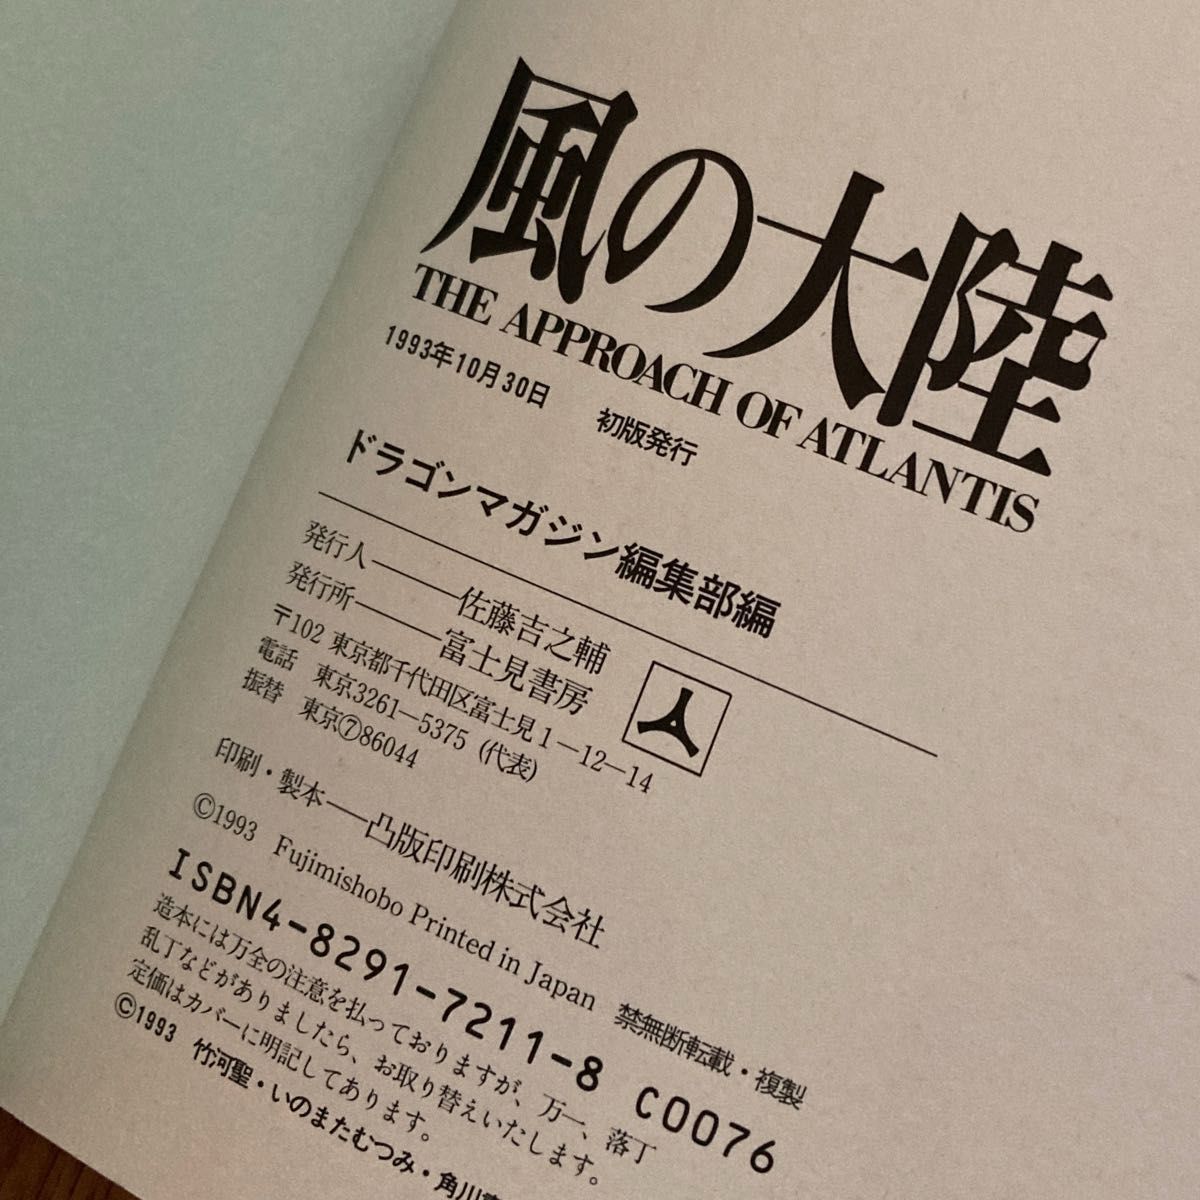 風の大陸
THE APPROACH OF ATLANTIS
1993年10月30日 初版発行
ドラゴンマガジン編集部編
発行人――佐藤吉之輔
発行所――富士見書房
〒102 東京都千代田区富士見1―12―14
電話 東京3261―5375 (代表)
振替 東京⑦86044
印刷・製本――凸版印刷株式会社
©1993 Fujimishobo Printed in Japan 禁無断転載・複製
ISBN4-8291-7211-8 C0076
造本には万全の注意を払っておりますが、万一、落丁
乱丁などがありましたら、お取り替えいたします。
定価はカバーに明記してあります。
©1993 竹河聖・いのまたむつみ・角川